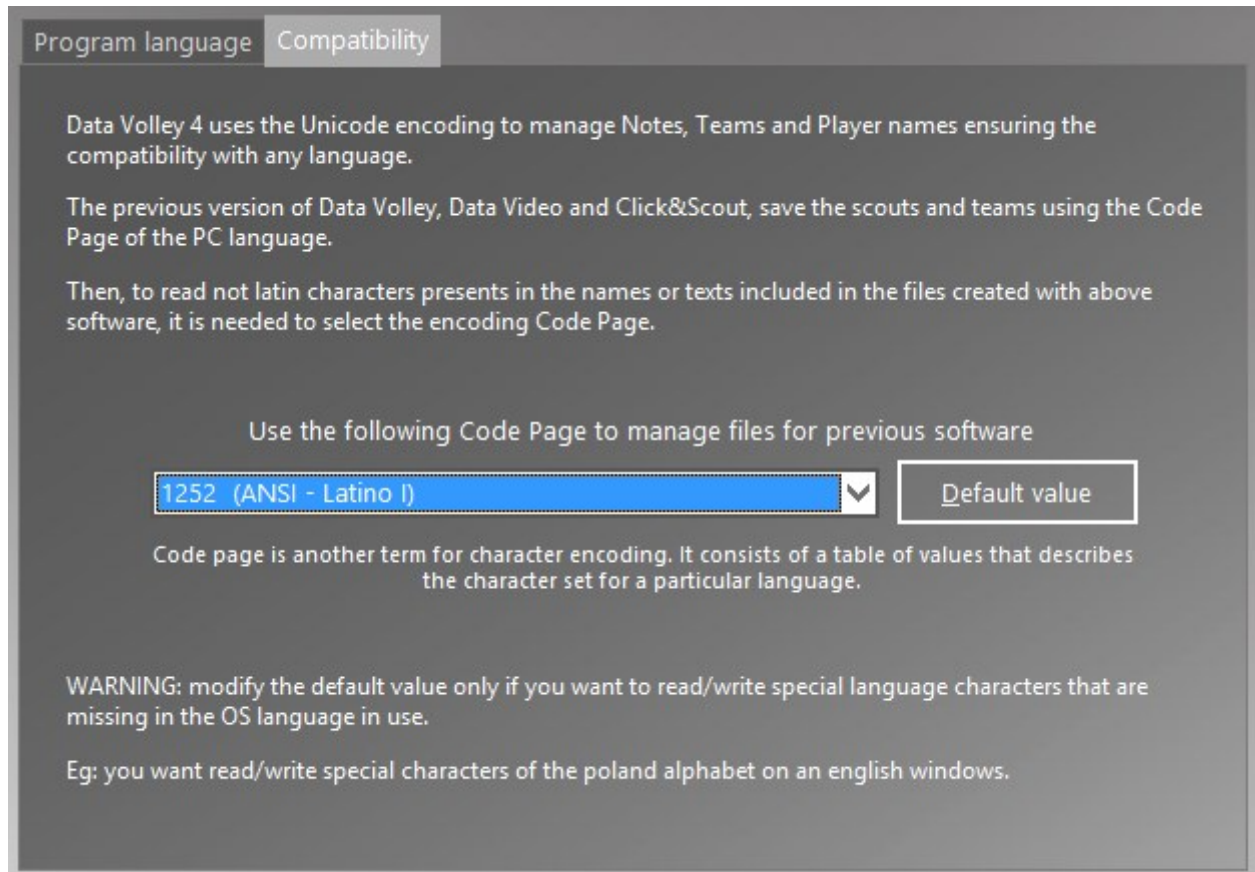 Program language
Compatibility
Data Volley 4 uses the Unicode encoding to manage Notes, Teams and Player names ensuring the
compatibility with any language.
The previous version of Data Volley, Data Video and Click&Scout, save the scouts and teams using the Code
Page of the PC language.
Then, to read not latin characters presents in the names or texts included in the files created with above
software, it is needed to select the encoding Code Page.
Use the following Code Page to manage files for previous software
1252 (ANSI - Latino I)
Default value
Code page is another term for character encoding. It consists of a table of values that describes
the character set for a particular language.
WARNING: modify the default value only if you want to read/write special language characters that are
missing in the OS language in use.
Eg: you want read/write special characters of the poland alphabet on an english windows.